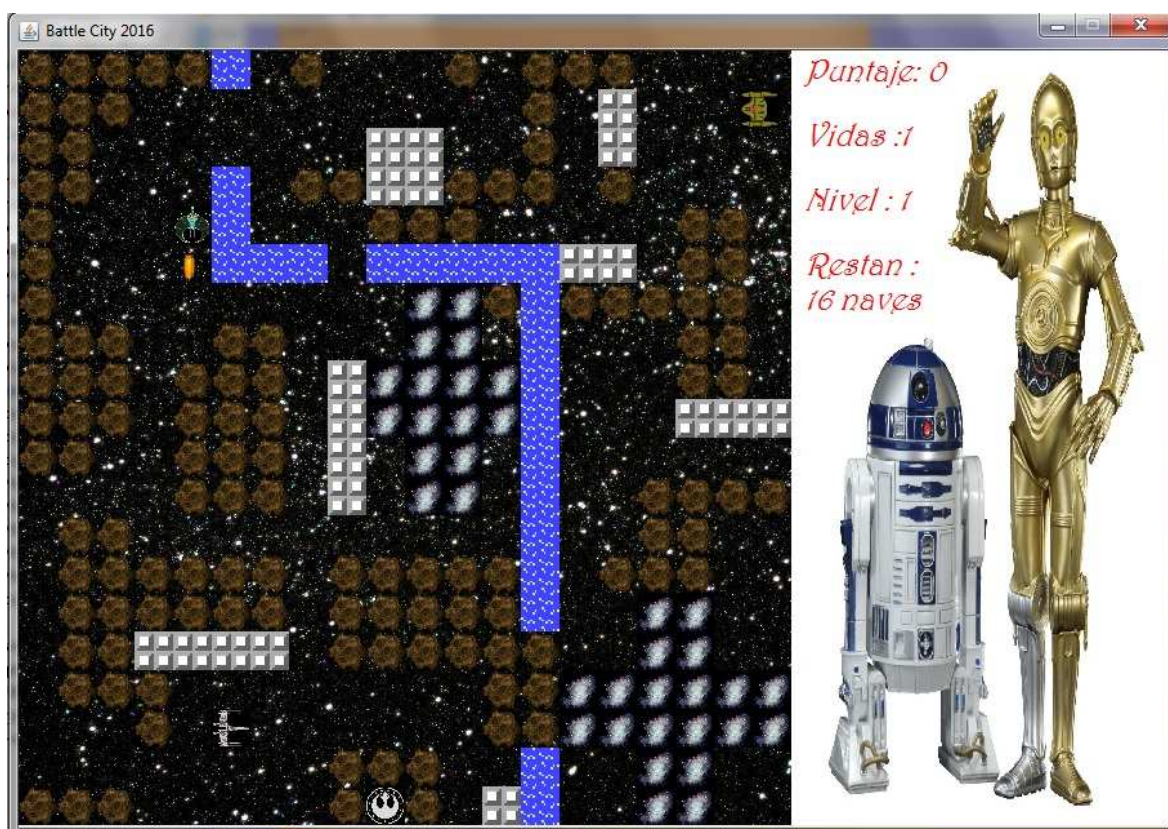 Battle City 2016
Puntaje: 0
Vidas :1
Nivel : 1
Restan :
16 naves